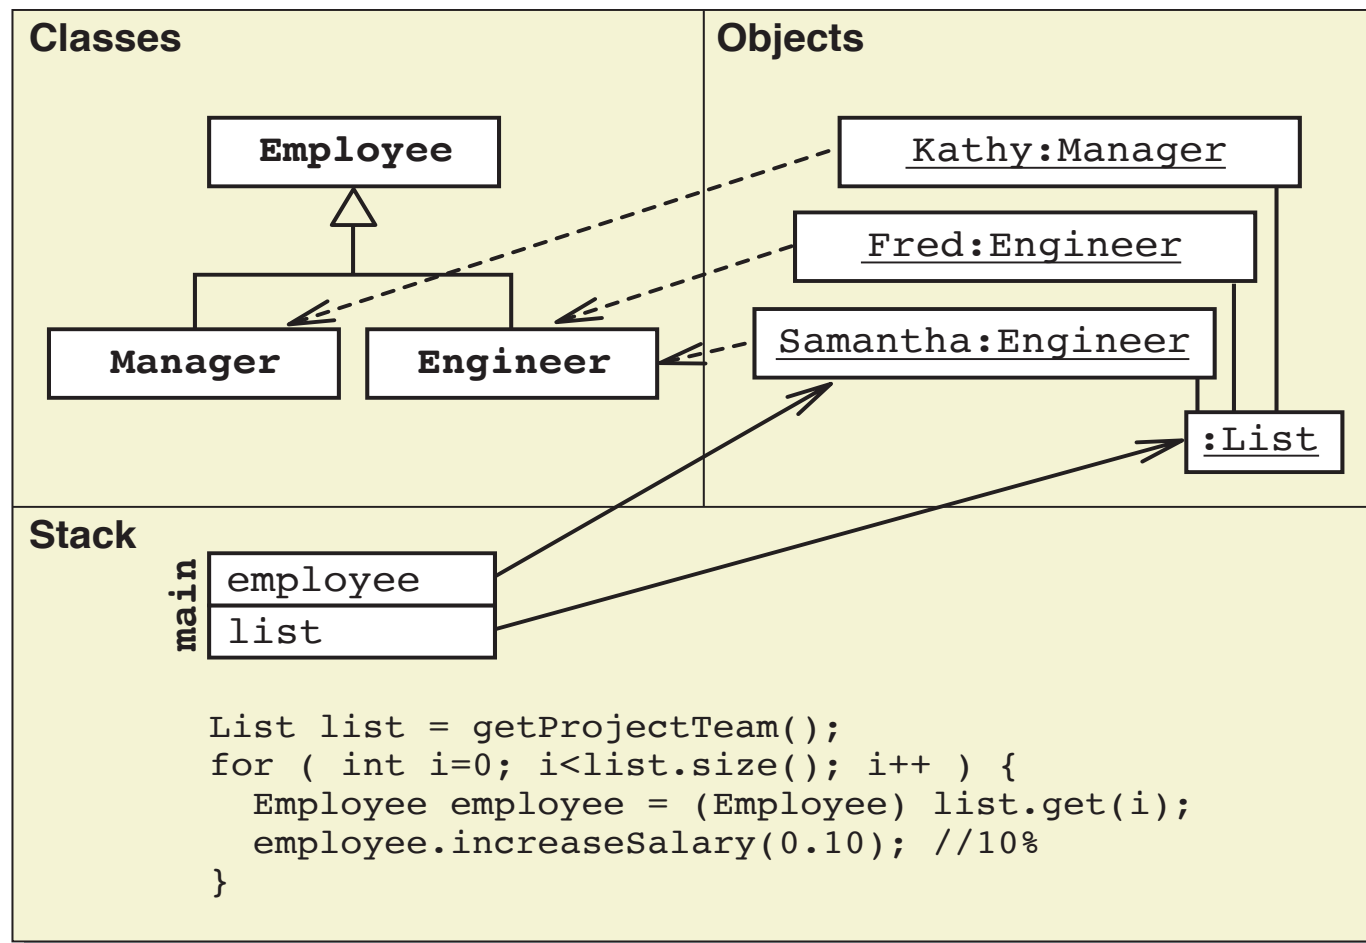 Classes
Employee
Manager
Engineer
Objects
Kathy:Manager
Fred:Engineer
Samantha:Engineer
:List
Stack
main
employee
list
List list = getProjectTeam();
for ( int i=0; i<list.size(); i++ ) {
  Employee employee = (Employee) list.get(i);
  employee.increaseSalary(0.10); //10%
}